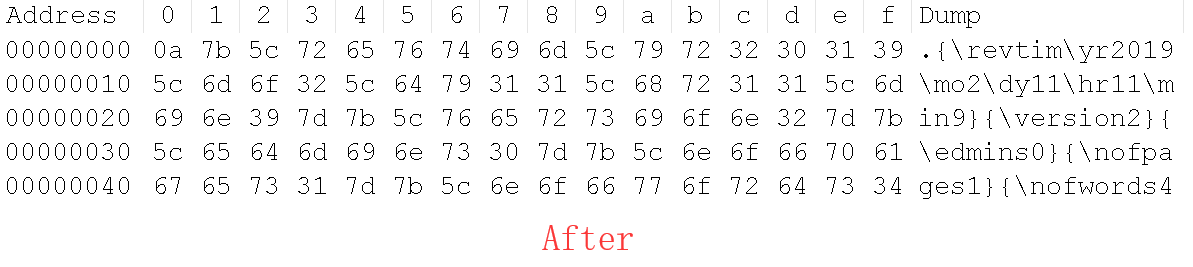 Address 0 1 2 3 4 5 6 7 8 9 a b c d e f Dump
00000000 0a 7b 5c 72 65 76 74 69 6d 5c 79 72 32 30 31 39 .{\revtim\yr2019
00000010 5c 6d 6f 32 5c 64 79 31 31 5c 68 72 31 31 5c 6d \mo2\dy11\hr11\m
00000020 69 6e 39 7d 7b 5c 76 65 72 73 69 6f 6e 32 7d 7b in9}{\version2}{
00000030 5c 65 64 6d 69 6e 73 30 7d 7b 5c 6e 6f 66 70 61 \edmins0}{\nofpa
00000040 67 65 73 31 7d 7b 5c 6e 6f 66 77 6f 72 64 73 34 ges1}{\nofwords4
After